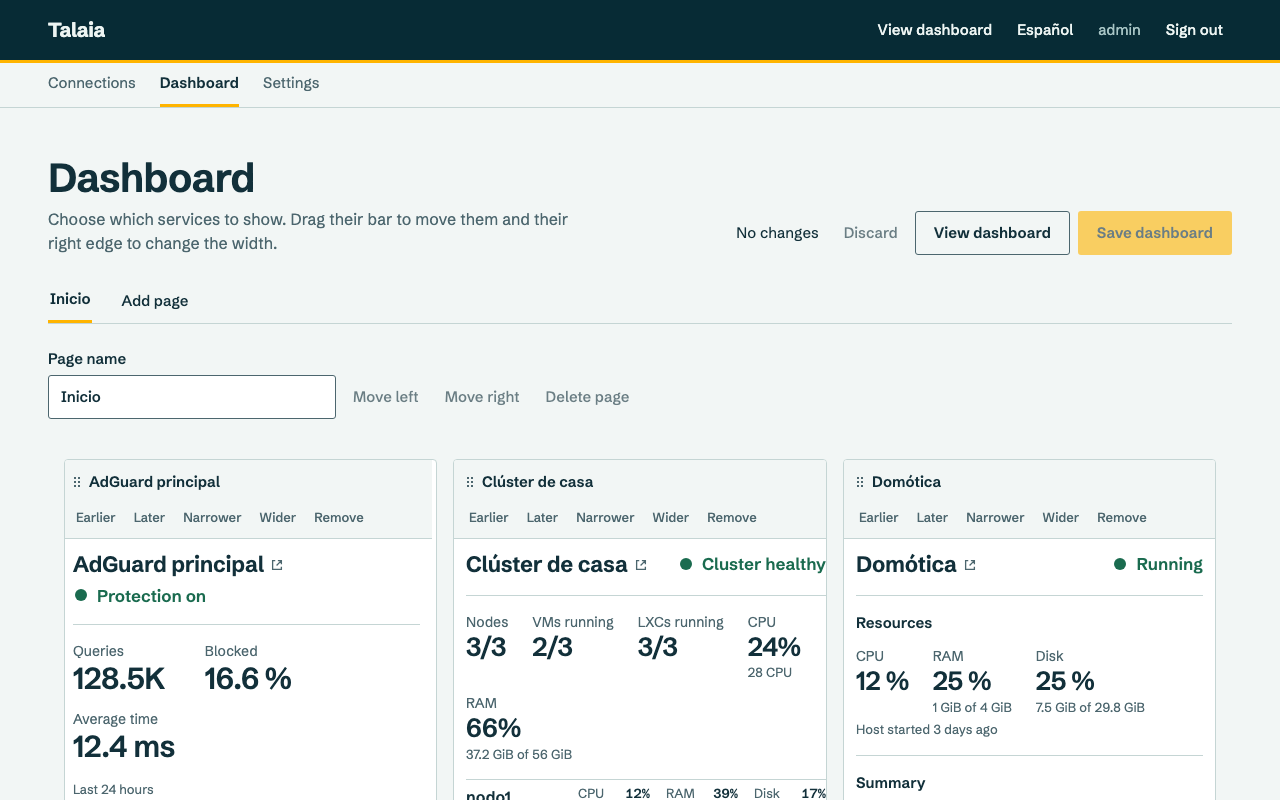 Talaia
View dashboard Español admin Sign out
Connections Dashboard Settings
Dashboard
Choose which services to show. Drag their bar to move them and their
right edge to change the width.
No changes Discard View dashboard Save dashboard
Inicio Add page
Page name
Inicio Move left Move right Delete page
AdGuard principal
Earlier Later Narrower Wider Remove
AdGuard principal
Protection on
Queries Blocked
128.5K 16.6 %
Average time
12.4 ms
Last 24 hours
Clúster de casa
Earlier Later Narrower Wider Remove
Clúster de casa Cluster healthy
Nodes VMs running LXCs running CPU
3/3 2/3 3/3 24%
28 CPU
RAM
66%
37.2 GiB of 56 GiB
nodo1 CPU 12% RAM 39% Disk 17%
Domótica
Earlier Later Narrower Wider Remove
Domótica Running
Resources
CPU RAM Disk
12 % 25 % 25 %
1 GiB of 4 GiB 7.5 GiB of 29.8 GiB
Host started 3 days ago
Summary